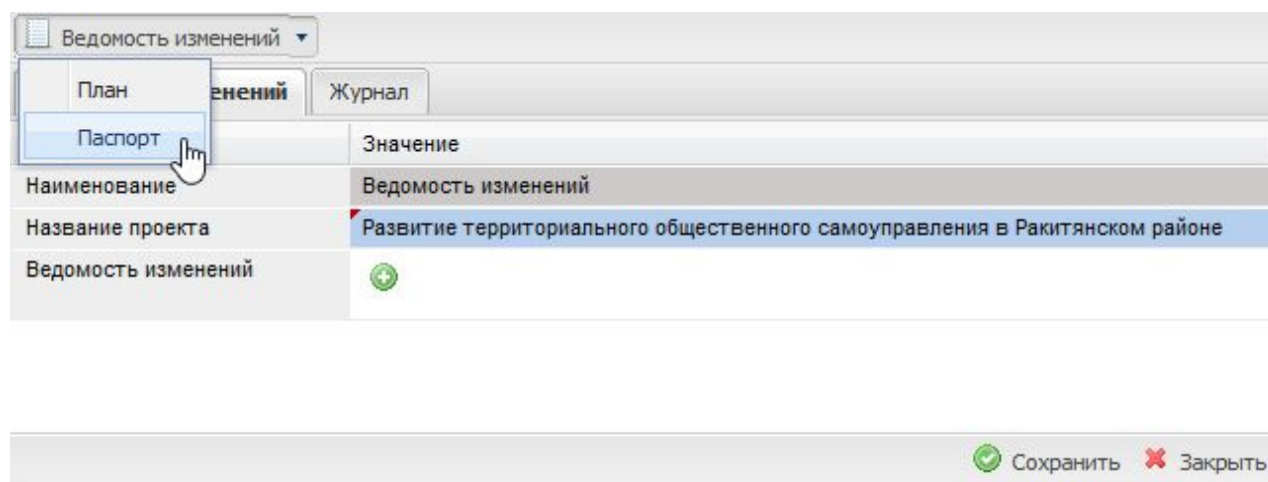 Ведомость изменений
План
енений
Журнал
Паспорт
Значение
Наименование
Ведомость изменений
Название проекта
Развитие территориального общественного самоуправления в Ракитянском районе
Ведомость изменений
Сохранить
Закрыть